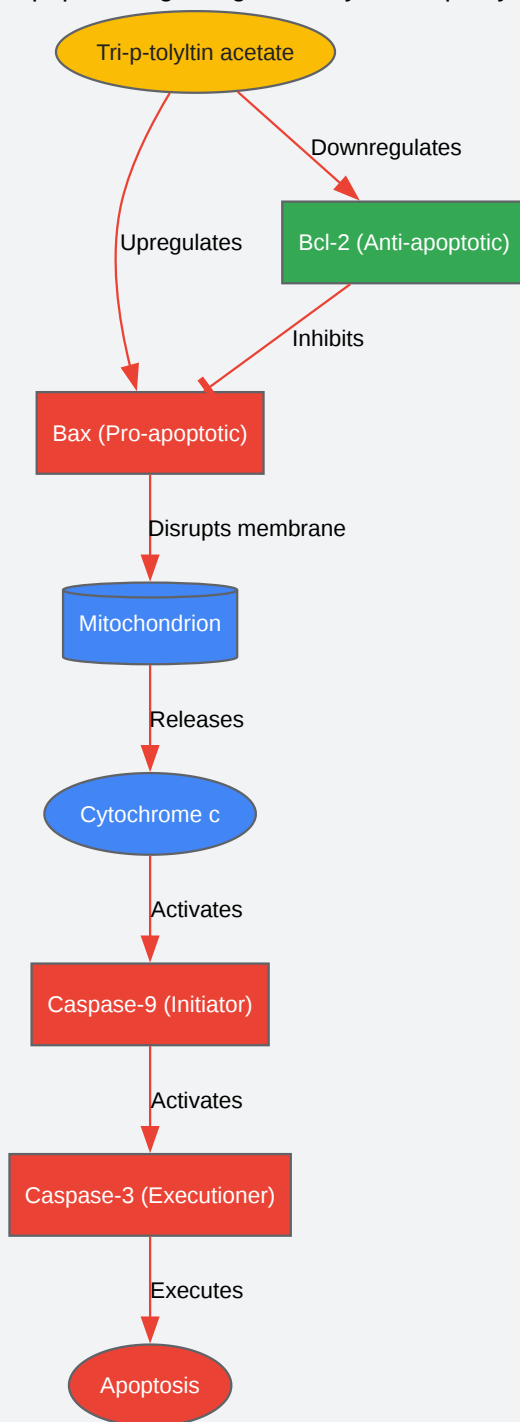 Tri-p-tolyltin acetate
Downregulates
Bcl-2 (Anti-apoptotic)
Upregulates
Inhibits
Bax (Pro-apoptotic)
Disrupts membrane
Mitochondrion
Releases
Cytochrome c
Activates
Caspase-9 (Initiator)
Activates
Caspase-3 (Executioner)
Executes
Apoptosis